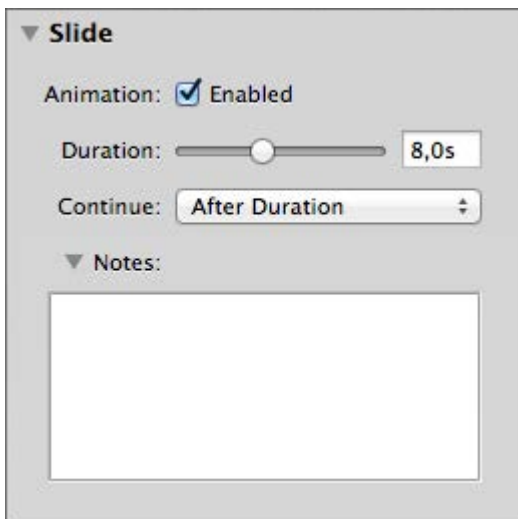 Slide
Animation: Enabled
Duration: 8,0s
Continue: After Duration
Notes: